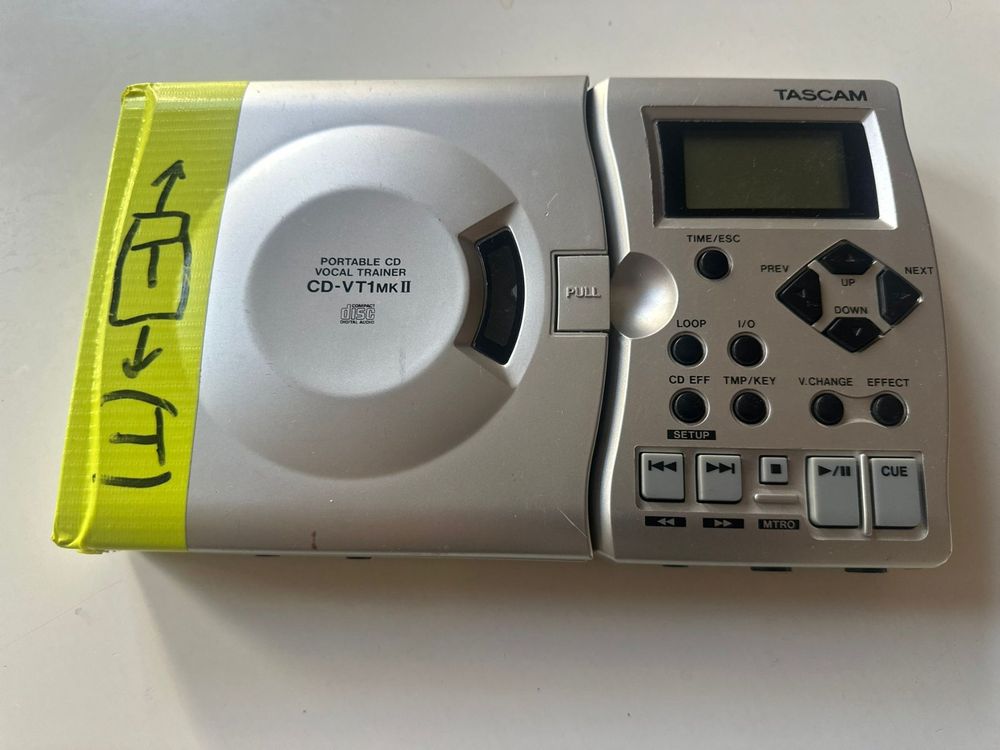 TASCAM
PORTABLE CD
VOCAL TRAINER
CD-VT1MKII
COMPACT
disc
DIGITAL AUDIO
PULL
TIME/ESC
PREV
NEXT
UP
DOWN
LOOP
I/O
CD EFF
TMP/KEY
V.CHANGE
EFFECT
SETUP
CUE
MTRO